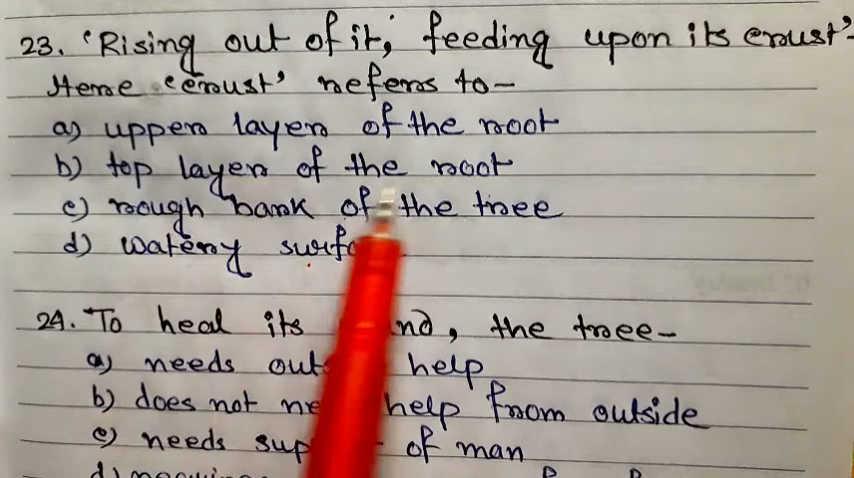 23. 'Rising out of it, feeding upon its crust'-
Here 'crust' refers to-
a) upper layer of the root
b) top layer of the root
c) rough bark of the tree
d) watery
24. To heal its , the tree-
a) needs help
b) does not help from outside
c) needs of man